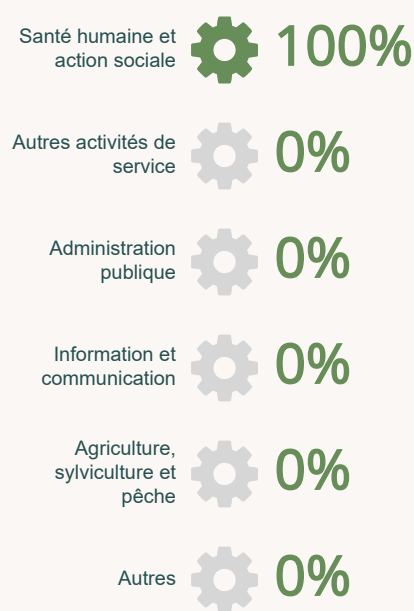 Santé humaine et
action sociale
100%
Autres activités de
service
0%
Administration
publique
0%
Information et
communication
0%
Agriculture,
sylviculture et
pêche
0%
Autres
0%